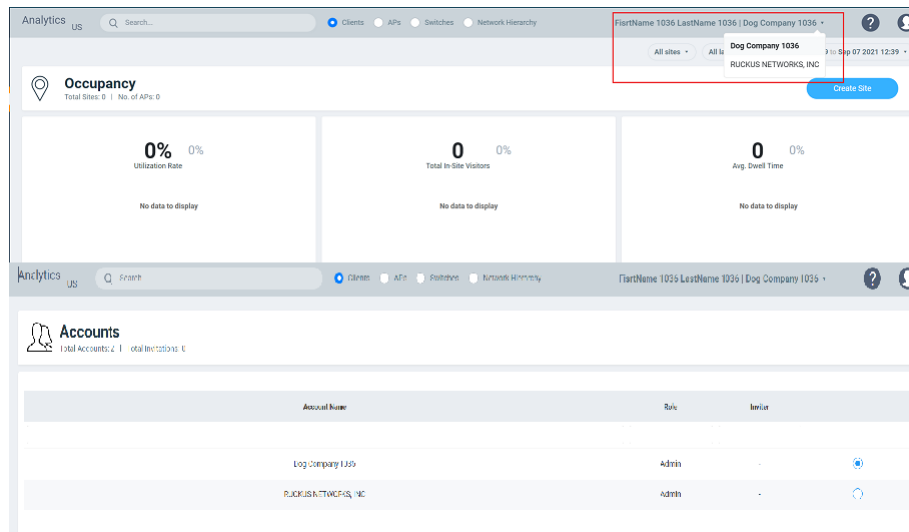 Analytics US Search... Clients APs Switches Network Hierarchy FisrtName 1036 LastName 1036 | Dog Company 1036 ?
All sites All la 9 to Sep 07 2021 12:39
Dog Company 1036
RUCKUS NETWORKS, INC
Occupancy
Total Sites: 0 | No. of APs: 0
Create Site
0% 0%
Utilization Rate
No data to display
0 0%
Total In-Site Visitors
No data to display
0 0%
Avg. Dwell Time
No data to display
Analytics US Search Clients APs Switches Network Hierarchy FisrtName 1036 LastName 1036 | Dog Company 1036 ?
Accounts
Total Accounts: 2 | Total Invitations: 0
Account Name Role Inviter
Dog Company 1036 Admin -
RUCKUS NETWORKS, INC Admin -